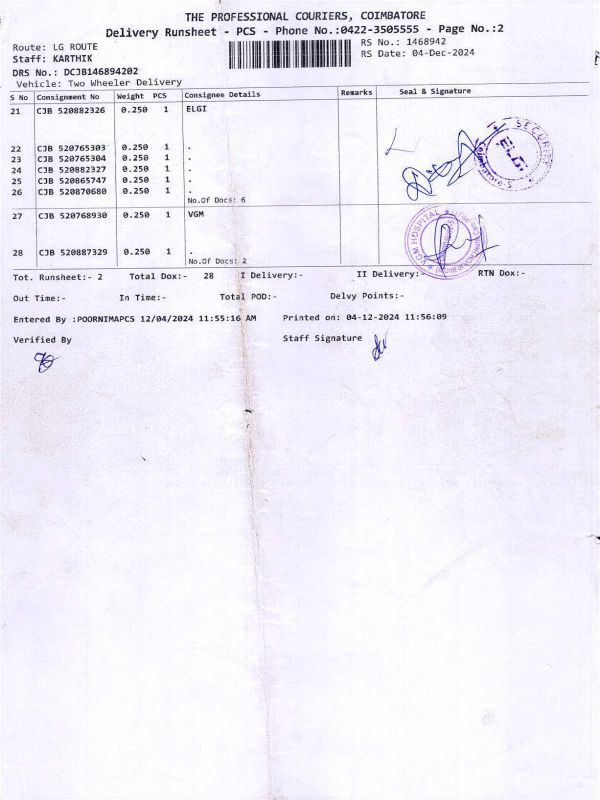 THE PROFESSIONAL COURIERS, COIMBATORE
Delivery Runsheet - PCS - Phone No.:0422-3505555 - Page No.:2
Route: LG ROUTE
RS No.: 1468942
Staff: KARTHIK
RS Date: 04-Dec-2024
DRS No.: DCJB146894202
Vehicle: Two Wheeler Delivery
S No Consignment No Weight PCS Consignee Details Remarks Seal & Signature
21 CJB 520882326 0.250 1 ELGI
22 CJB 520765303 0.250 1 .
23 CJB 520765304 0.250 1 .
24 CJB 520882327 0.250 1 .
25 CJB 520865747 0.250 1 .
26 CJB 520870680 0.250 1 .
No.Of Docs: 6
SECURITY
27 CJB 520768930 0.250 1 VGM
VGM HOSPITAL
28 CJB 520887329 0.250 1 .
No.Of Docs: 2
Tot. Runsheet:- 2 Total Dox:- 28 I Delivery:- II Delivery:- RTN Dox:-
Out Time:- In Time:- Total POD:- Delvy Points:-
Entered By :POORNIMAPCS 12/04/2024 11:55:16 AM Printed on: 04-12-2024 11:56:09
Verified By Staff Signature